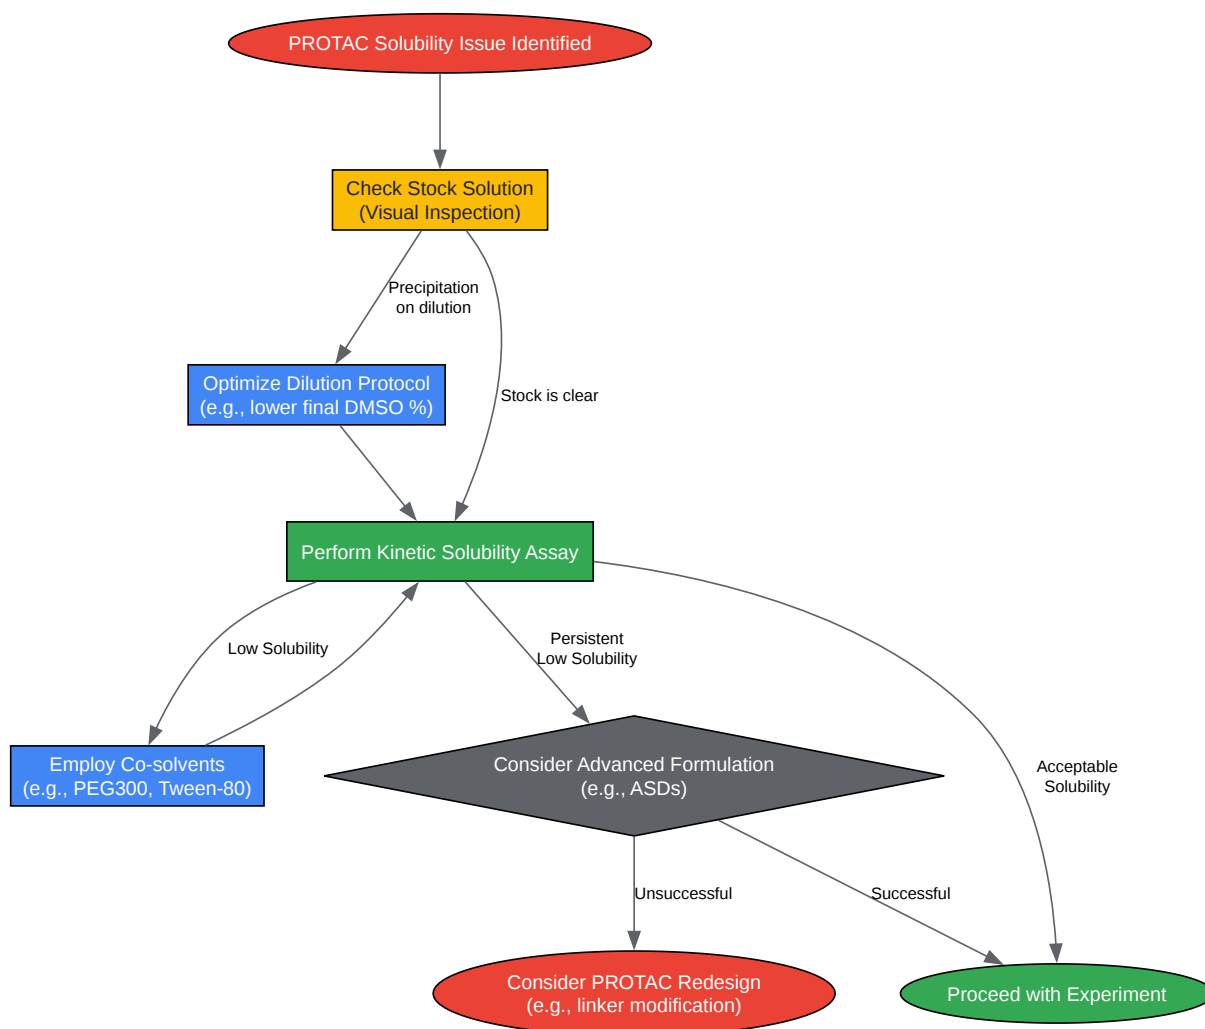 PROTAC Solubility Issue Identified
Check Stock Solution
(Visual Inspection)
Precipitation
on dilution
Optimize Dilution Protocol
(e.g., lower final DMSO %)
Stock is clear
Perform Kinetic Solubility Assay
Low Solubility
Persistent
Low Solubility
Employ Co-solvents
(e.g., PEG300, Tween-80)
Consider Advanced Formulation
(e.g., ASDs)
Acceptable
Solubility
Unsuccessful
Successful
Consider PROTAC Redesign
(e.g., linker modification)
Proceed with Experiment